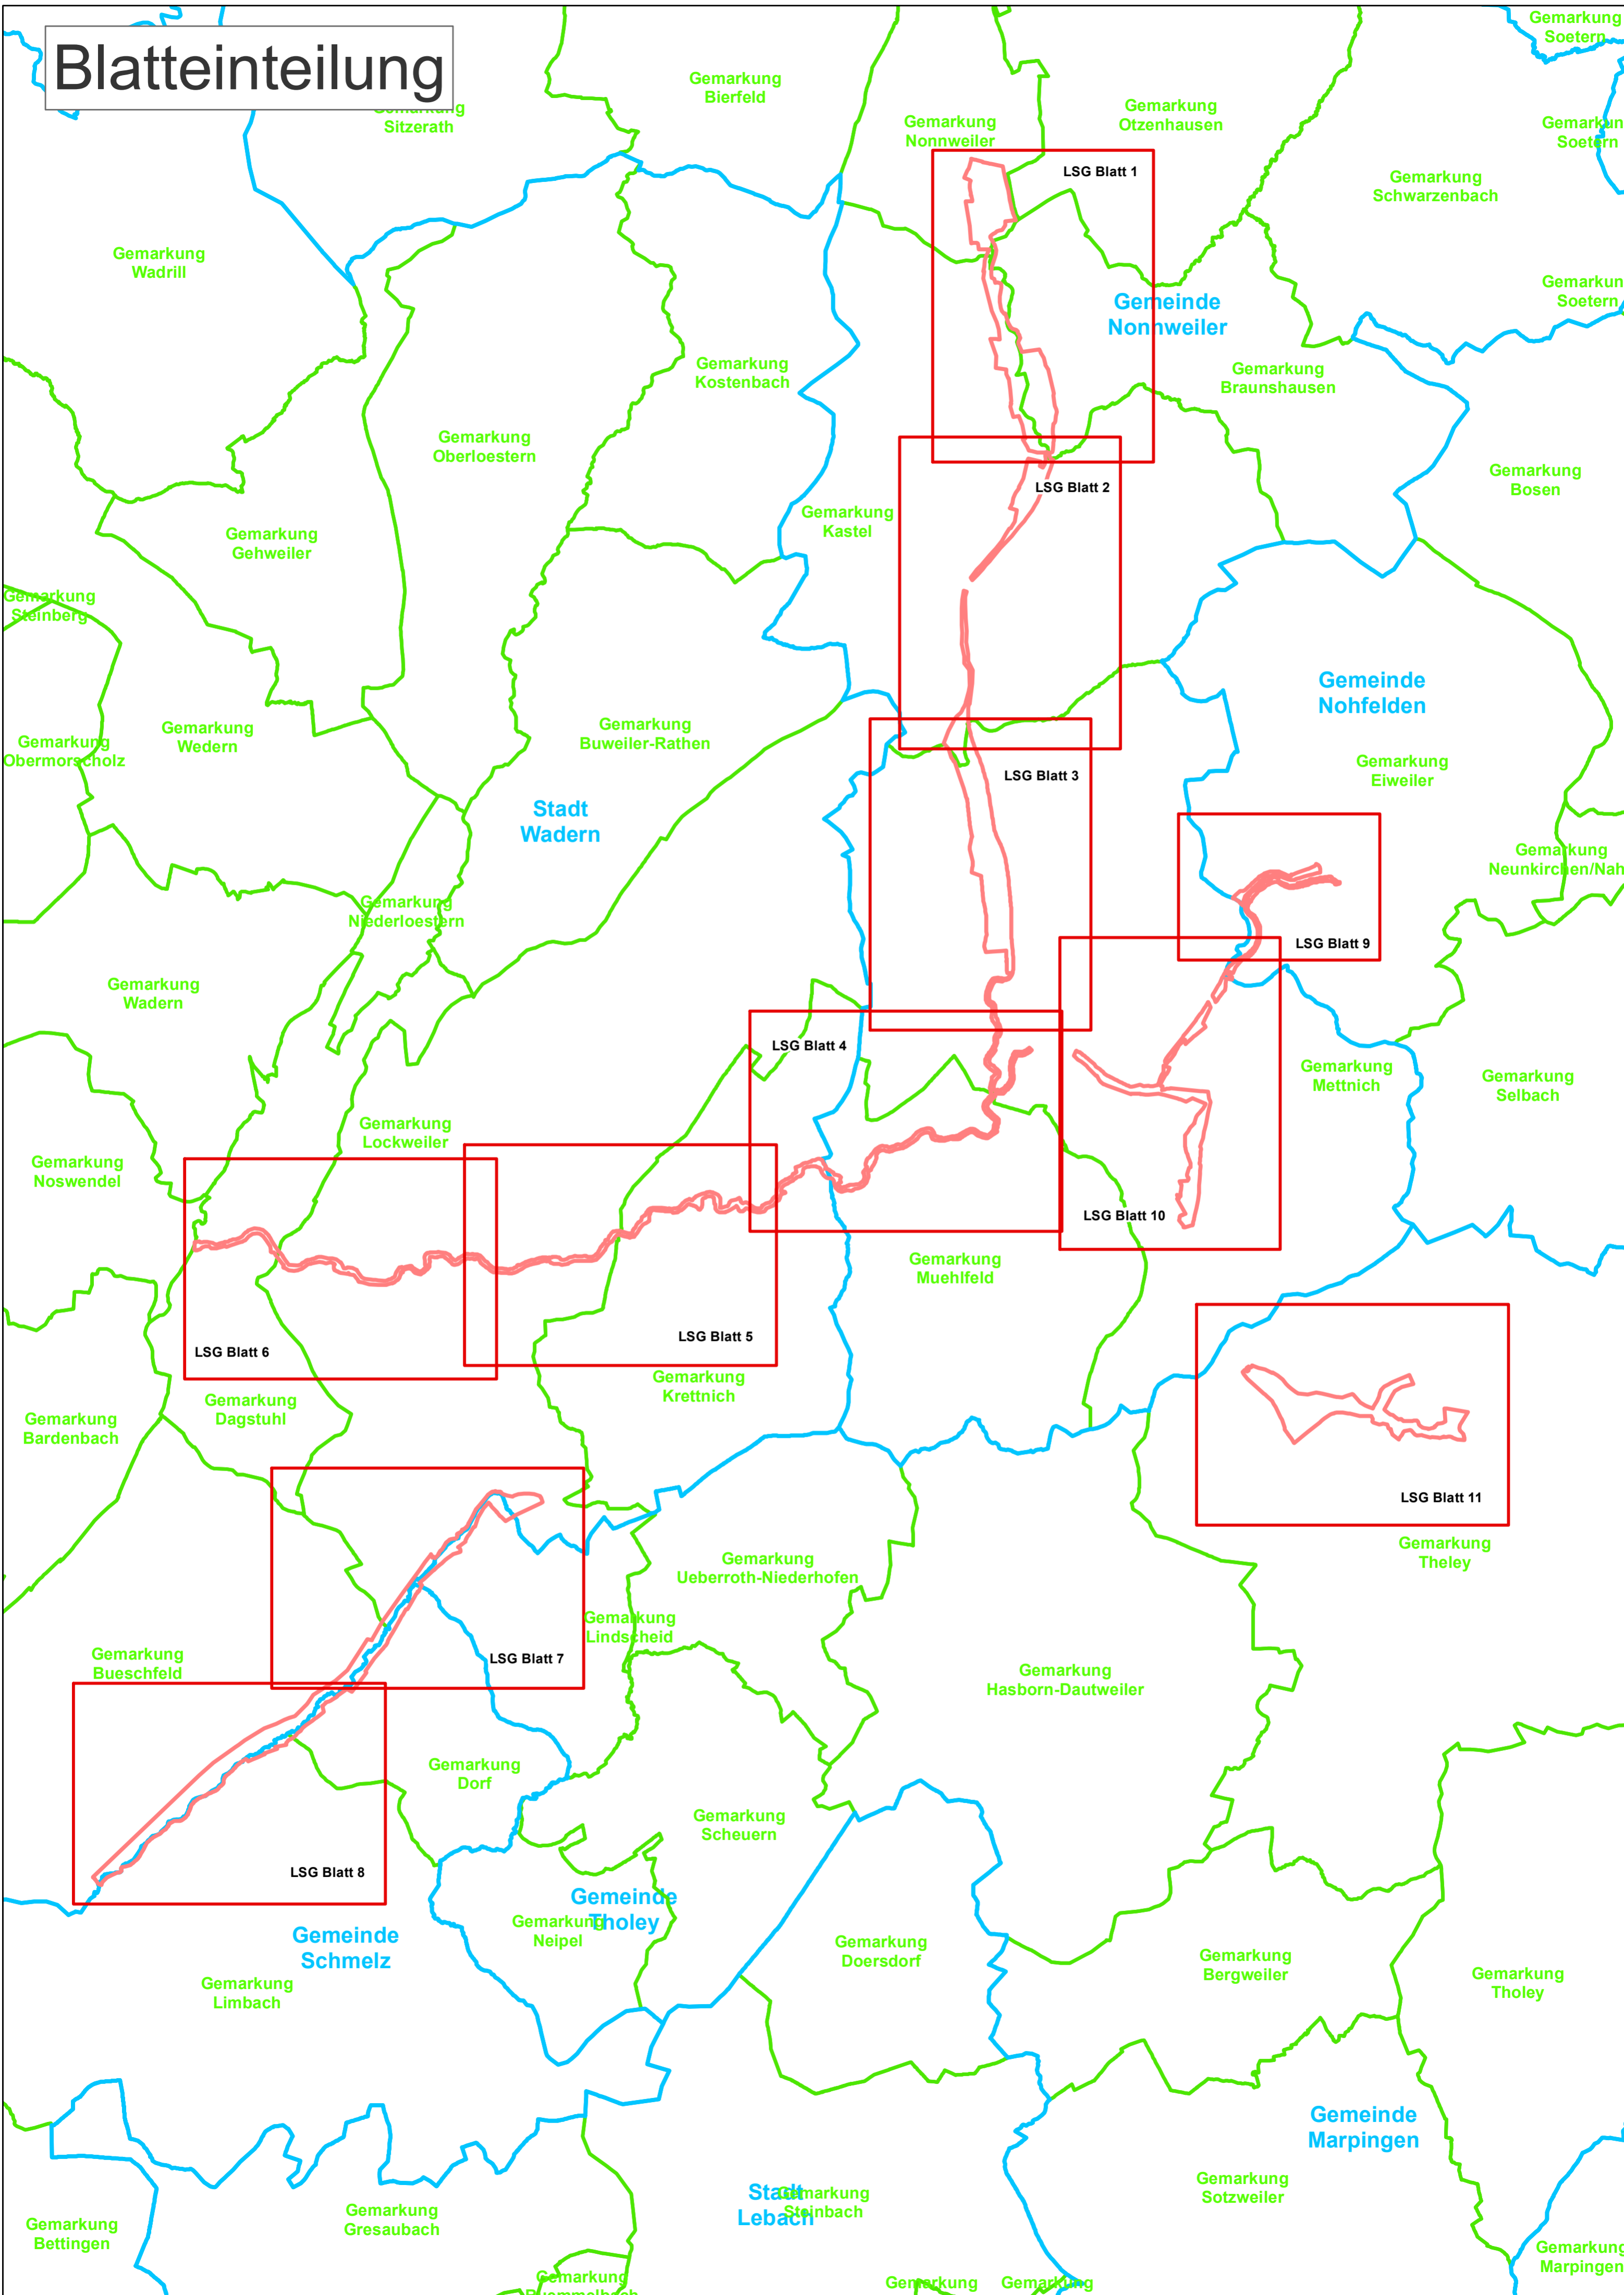 Blatteinteilung
Gemarkung
Sitzerath
Gemarkung
Bierfeld
Gemarkung
Nonnweiler
Gemarkung
Otzenhausen
Gemarkung
Soetern
Gemarkun
Soetern
Gemarkung
Schwarzenbach
LSG Blatt 1
Gemarkung
Wadrill
Gemarkun
Soetern
Gemeinde
Nonnweiler
Gemarkung
Kostenbach
Gemarkung
Braunshausen
Gemarkung
Oberloestern
Gemarkung
Bosen
LSG Blatt 2
Gemarkung
Kastel
Gemarkung
Gehweiler
Gemarkung
Steinberg
Gemeinde
Nohfelden
Gemarkung
Obermorscholz
Gemarkung
Wedern
Gemarkung
Buweiler-Rathen
Gemarkung
Eiweiler
LSG Blatt 3
Stadt
Wadern
Gemarkung
Neunkirchen/Nah
Gemarkung
Niederloestern
LSG Blatt 9
Gemarkung
Wadern
LSG Blatt 4
Gemarkung
Mettnich
Gemarkung
Selbach
Gemarkung
Lockweiler
Gemarkung
Noswendel
LSG Blatt 10
Gemarkung
Muehlfeld
LSG Blatt 5
LSG Blatt 6
Gemarkung
Krettnich
Gemarkung
Dagstuhl
Gemarkung
Bardenbach
LSG Blatt 11
Gemarkung
Theley
Gemarkung
Ueberroth-Niederhofen
Gemarkung
Lindscheid
LSG Blatt 7
Gemarkung
Bueschfeld
Gemarkung
Hasborn-Dautweiler
Gemarkung
Dorf
Gemarkung
Scheuern
LSG Blatt 8
Gemeinde
Tholey
Gemarkung
Neipel
Gemeinde
Schmelz
Gemarkung
Doersdorf
Gemarkung
Bergweiler
Gemarkung
Tholey
Gemarkung
Limbach
Gemeinde
Marpingen
Gemarkung
Sotzweiler
Stadt
Lebach
Gemarkung
Steinbach
Gemarkung
Gresaubach
Gemarkung
Bettingen
Gemarkung
Marpingen
Gemarkung
Gemarkung
Gemarkung